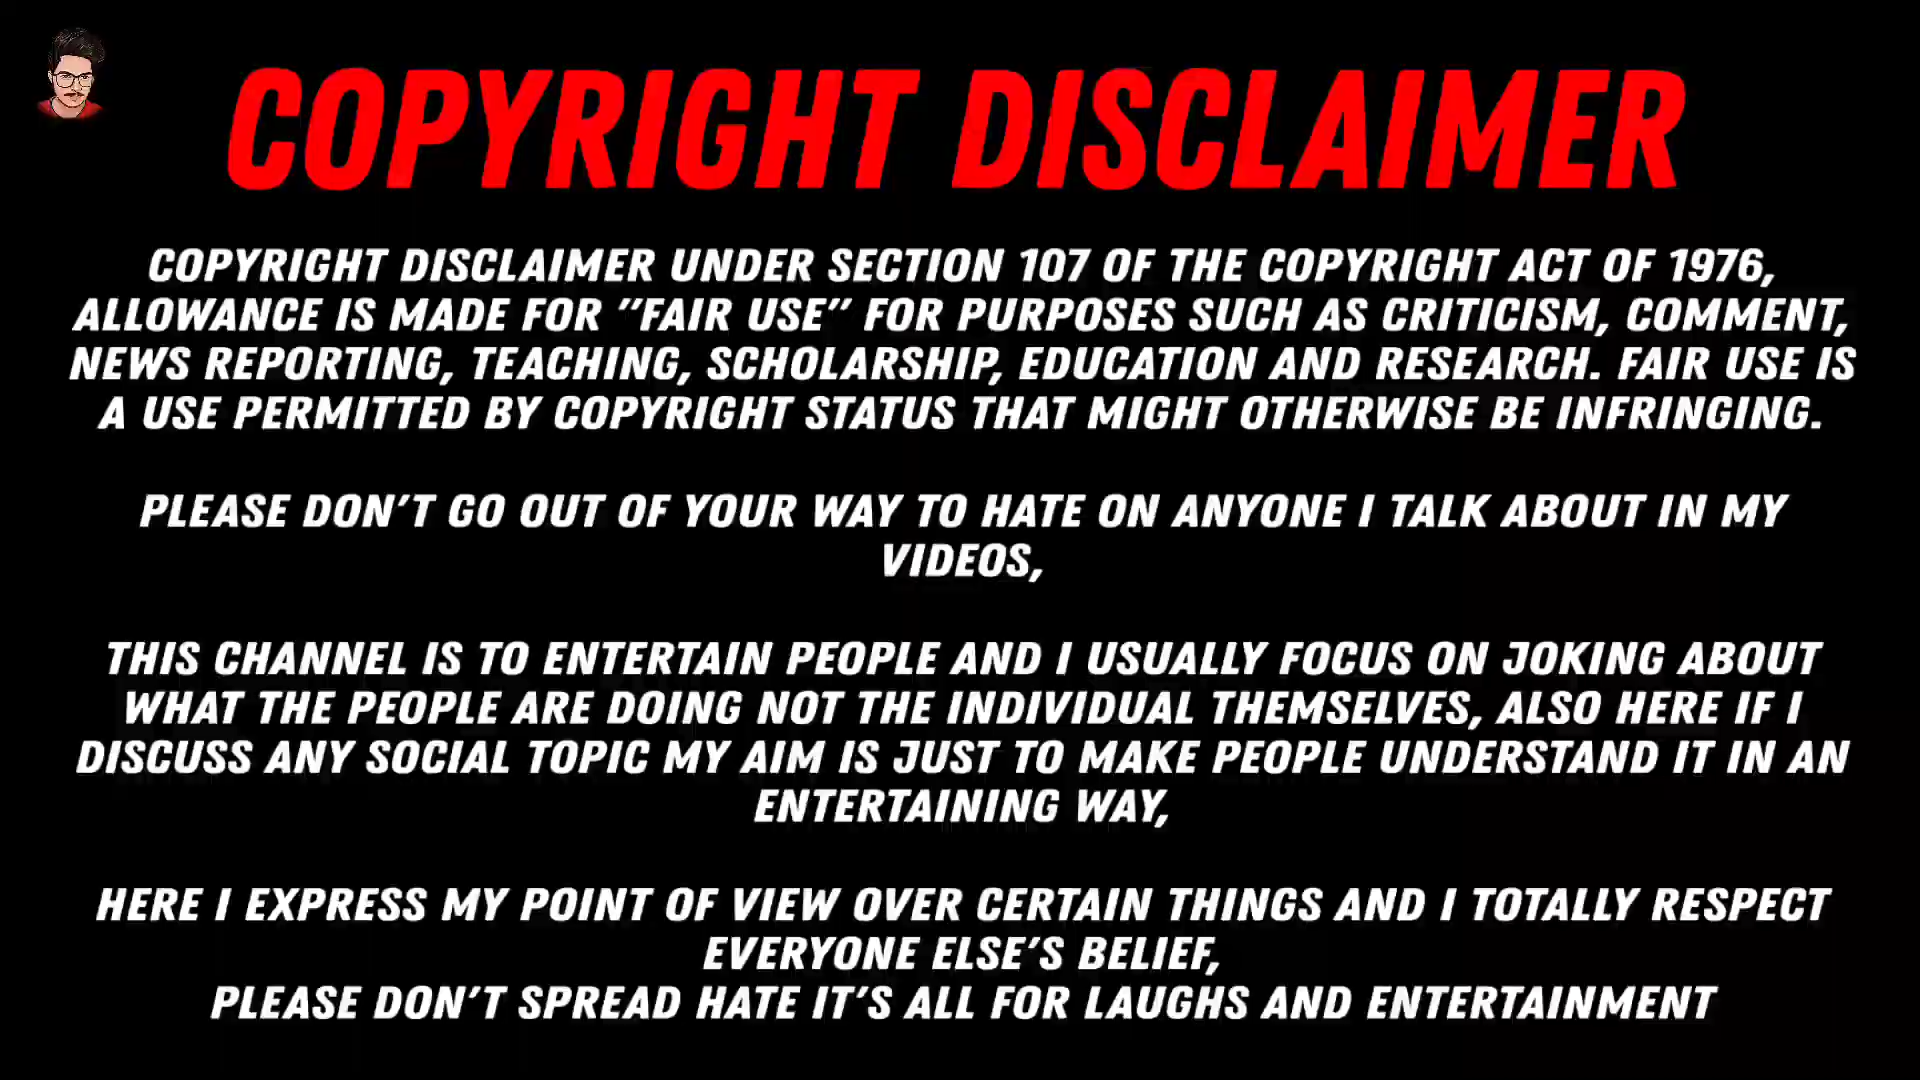 COPYRIGHT DISCLAIMER
COPYRIGHT DISCLAIMER UNDER SECTION 107 OF THE COPYRIGHT ACT OF 1976,
ALLOWANCE IS MADE FOR "FAIR USE" FOR PURPOSES SUCH AS CRITICISM, COMMENT,
NEWS REPORTING, TEACHING, SCHOLARSHIP, EDUCATION AND RESEARCH. FAIR USE IS
A USE PERMITTED BY COPYRIGHT STATUS THAT MIGHT OTHERWISE BE INFRINGING.
PLEASE DON'T GO OUT OF YOUR WAY TO HATE ON ANYONE I TALK ABOUT IN MY
VIDEOS,
THIS CHANNEL IS TO ENTERTAIN PEOPLE AND I USUALLY FOCUS ON JOKING ABOUT
WHAT THE PEOPLE ARE DOING NOT THE INDIVIDUAL THEMSELVES, ALSO HERE IF I
DISCUSS ANY SOCIAL TOPIC MY AIM IS JUST TO MAKE PEOPLE UNDERSTAND IT IN AN
ENTERTAINING WAY,
HERE I EXPRESS MY POINT OF VIEW OVER CERTAIN THINGS AND I TOTALLY RESPECT
EVERYONE ELSE'S BELIEF,
PLEASE DON'T SPREAD HATE IT'S ALL FOR LAUGHS AND ENTERTAINMENT